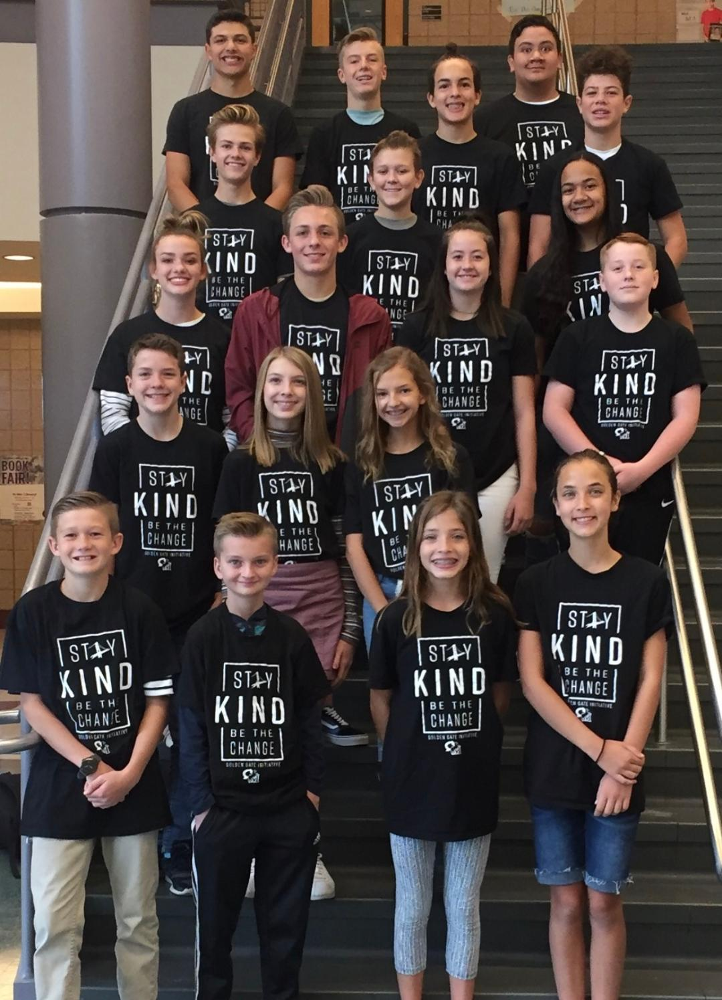 BOOK
FAIR!
STAY
KIND
BE THE
CHANGE
GOLDEN GATE INITIATIVE